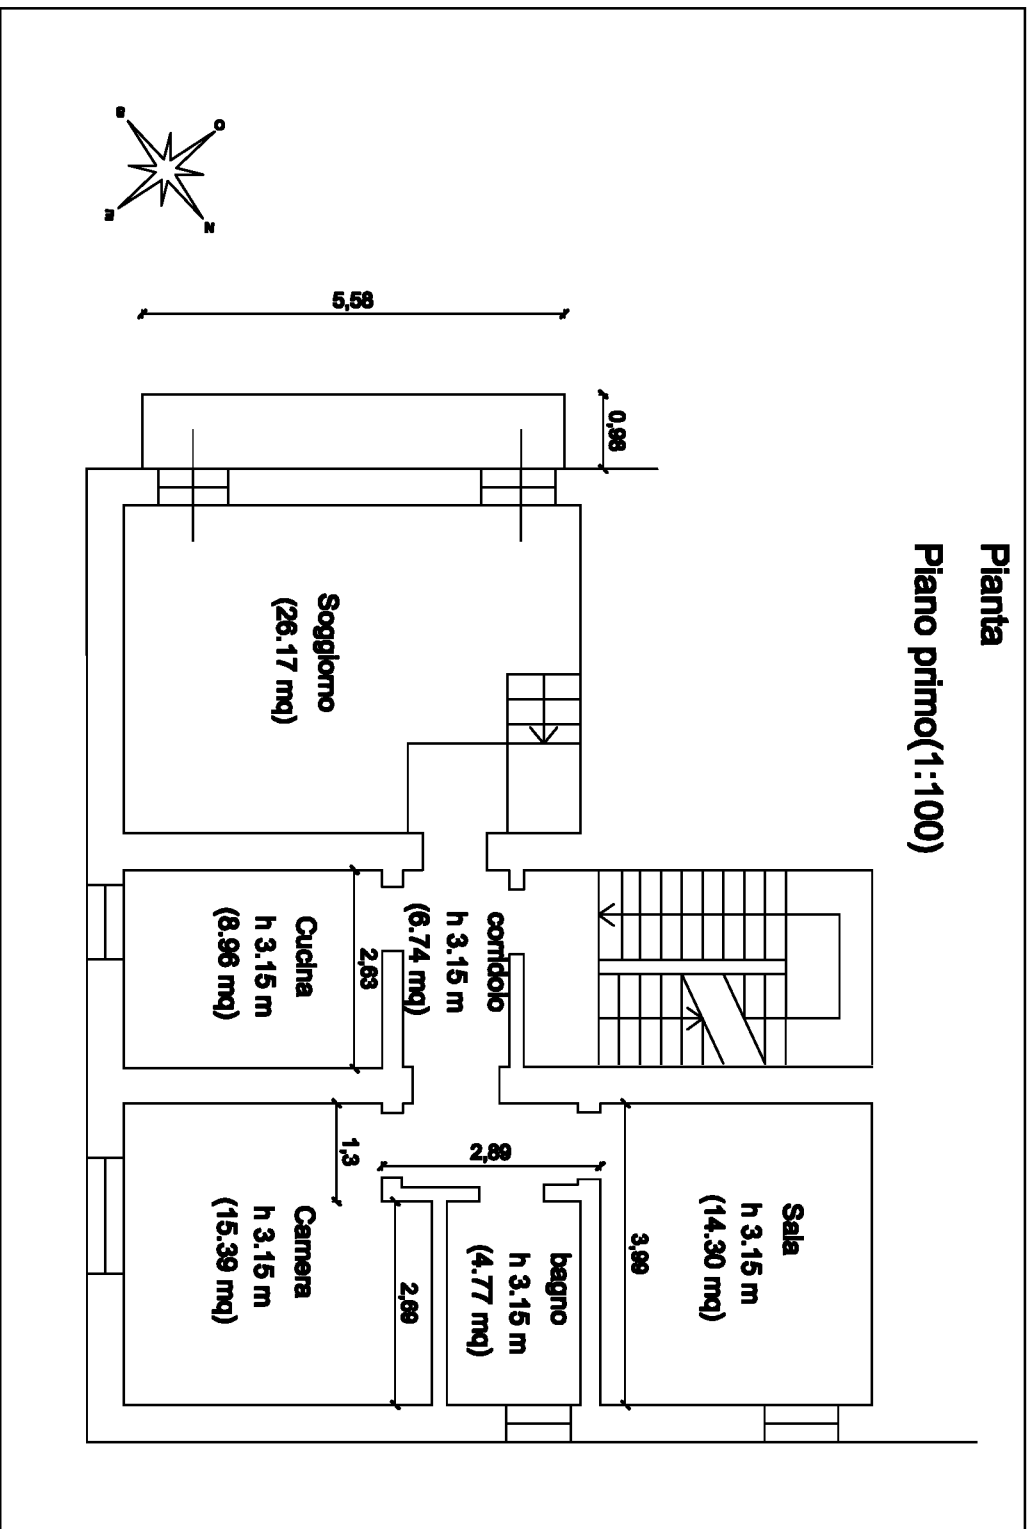 Pianta
Piano primo(1:100)
S
O
E
N
5,58
0,98
Soggiorno
(26.17 mq)
corridoio
h 3.15 m
(6.74 mq)
Cucina
h 3.15 m
(8.96 mq)
2,63
Sala
h 3.15 m
(14.30 mq)
3,99
2,89
1,3
Camera
h 3.15 m
(15.39 mq)
2,69
bagno
h 3.15 m
(4.77 mq)